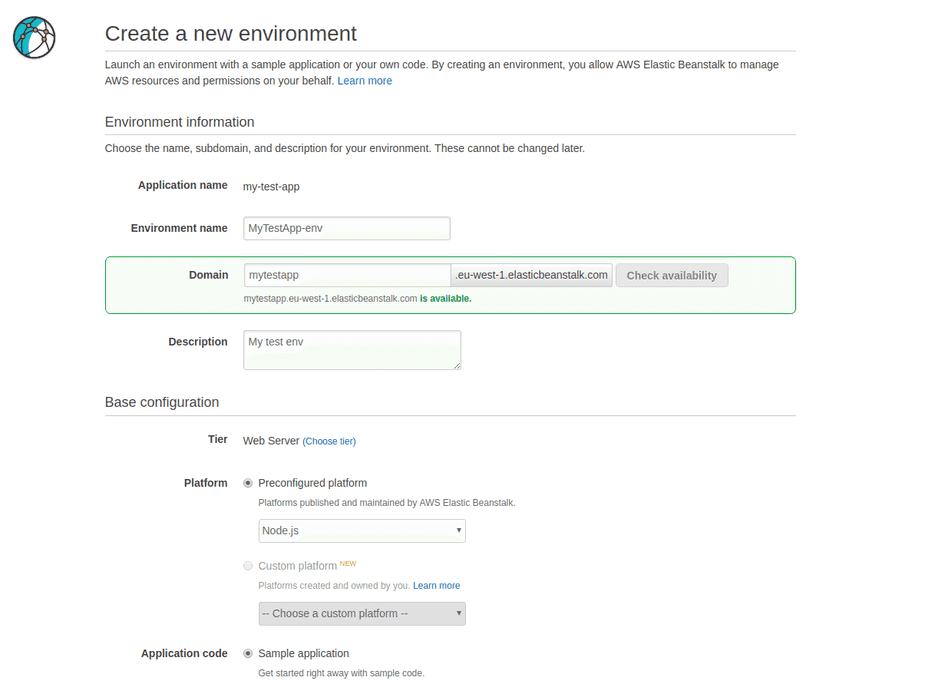 Create a new environment
Launch an environment with a sample application or your own code. By creating an environment, you allow AWS Elastic Beanstalk to manage
AWS resources and permissions on your behalf. Learn more
Environment information
Choose the name, subdomain, and description for your environment. These cannot be changed later.
Application name my-test-app
Environment name MyTestApp-env
Domain mytestapp .eu-west-1.elasticbeanstalk.com Check availability
mytestapp.eu-west-1.elasticbeanstalk.com is available.
Description My test env
Base configuration
Tier Web Server (Choose tier)
Platform Preconfigured platform
Platforms published and maintained by AWS Elastic Beanstalk.
Node.js
Custom platform NEW
Platforms created and owned by you. Learn more
-- Choose a custom platform --
Application code Sample application
Get started right away with sample code.